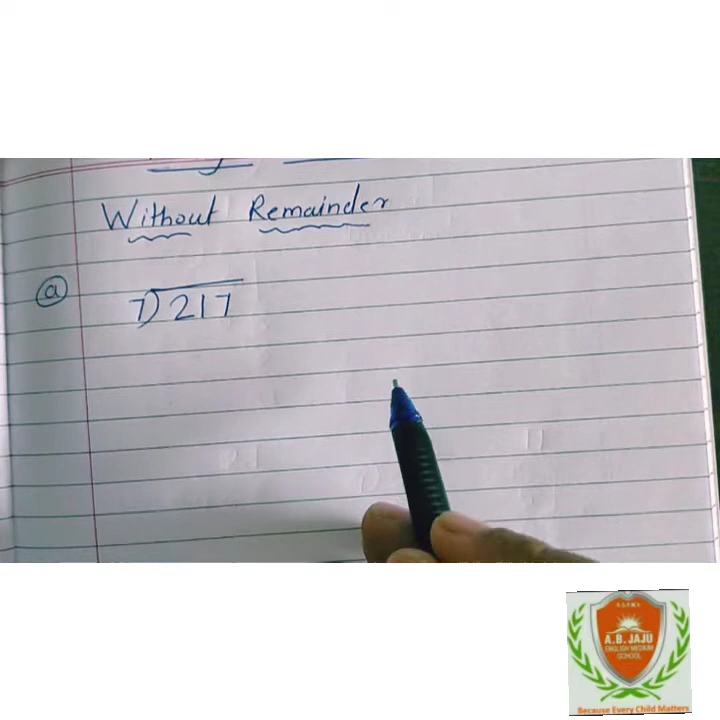 Without Remainder
a
7)217
A.B. JAJU
ENGLISH MEDIUM
SCHOOL
Because Every Child Matters